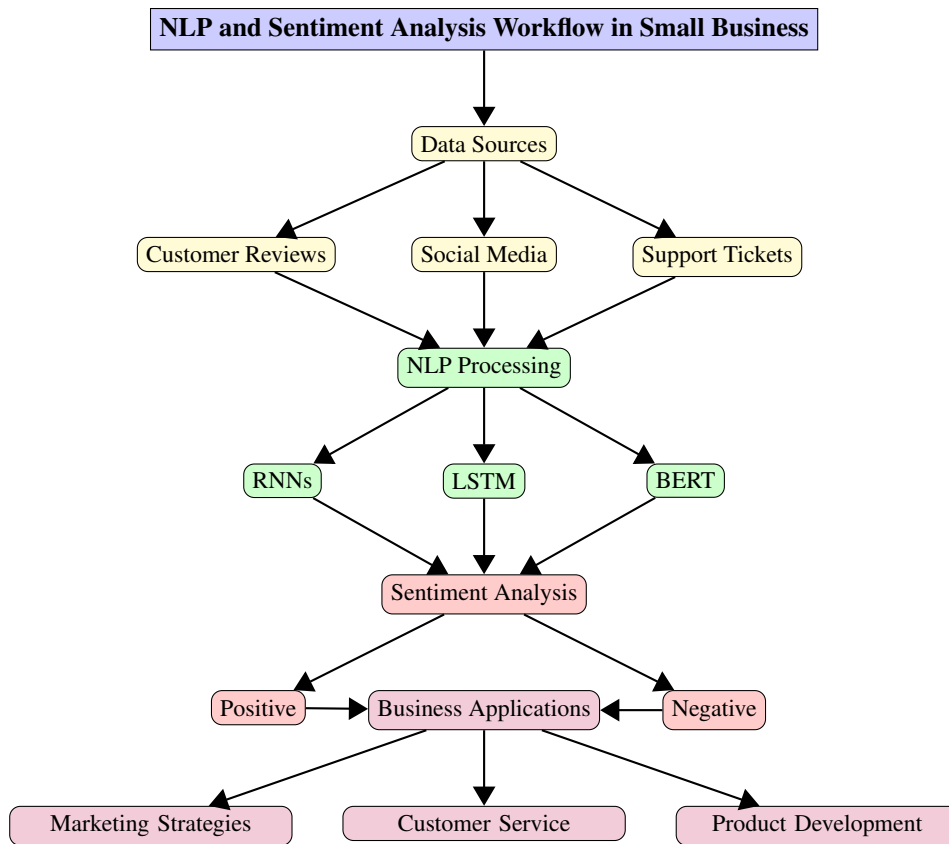 NLP and Sentiment Analysis Workflow in Small Business
Data Sources
Customer Reviews
Social Media
Support Tickets
NLP Processing
RNNs
LSTM
BERT
Sentiment Analysis
Positive
Business Applications
Negative
Marketing Strategies
Customer Service
Product Development